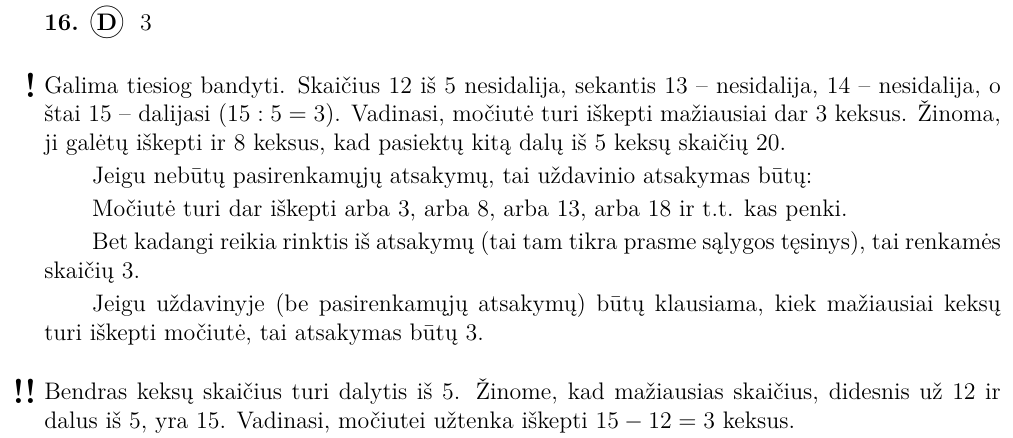 16. D 3
! Galima tiesiog bandyti. Skaičius 12 iš 5 nesidalija, sekantis 13 – nesidalija, 14 – nesidalija, o
štai 15 – dalijasi (15 : 5 = 3). Vadinasi, močiutė turi iškepti mažiausiai dar 3 keksus. Žinoma,
ji galėtų iškepti ir 8 keksus, kad pasiektų kitą dalų iš 5 keksų skaičių 20.
Jeigu nebūtų pasirenkamųjų atsakymų, tai uždavinio atsakymas būtų:
Močiutė turi dar iškepti arba 3, arba 8, arba 13, arba 18 ir t.t. kas penki.
Bet kadangi reikia rinktis iš atsakymų (tai tam tikra prasme sąlygos tęsinys), tai renkamės
skaičių 3.
Jeigu uždavinyje (be pasirenkamųjų atsakymų) būtų klausiama, kiek mažiausiai keksų
turi iškepti močiutė, tai atsakymas būtų 3.
!! Bendras keksų skaičius turi dalytis iš 5. Žinome, kad mažiausias skaičius, didesnis už 12 ir
dalus iš 5, yra 15. Vadinasi, močiutei užtenka iškepti 15 − 12 = 3 keksus.